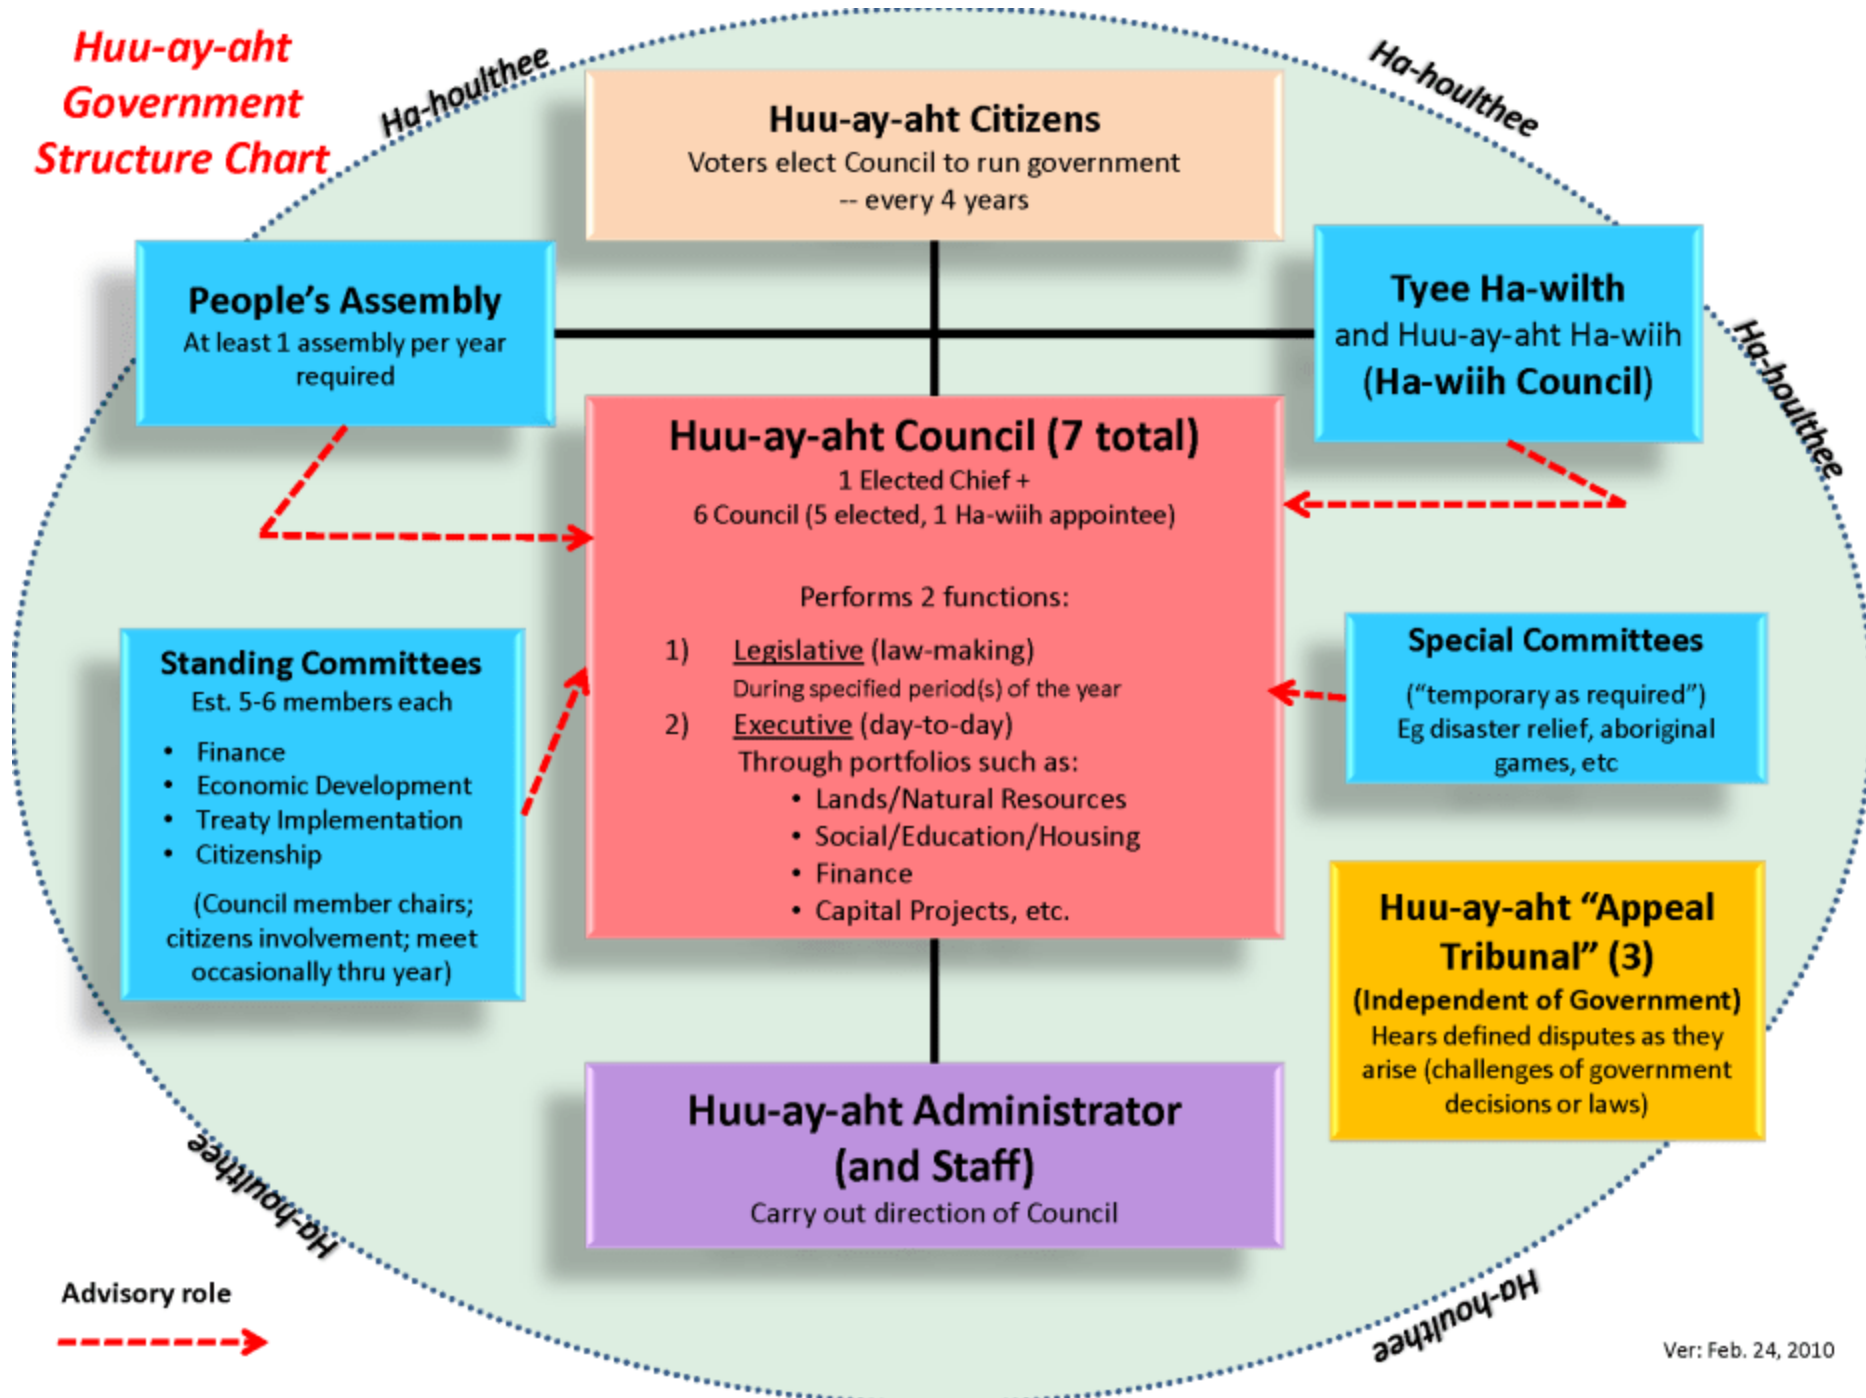 Huu-ay-aht
Government
Structure Chart
Ha-houlthee
Ha-houlthee
Huu-ay-aht Citizens
Voters elect Council to run government
-- every 4 years
People's Assembly
At least 1 assembly per year
required
Tyee Ha-wilth
and Huu-ay-aht Ha-wiih
(Ha-wiih Council)
Ha-houlthee
Huu-ay-aht Council (7 total)
1 Elected Chief +
6 Council (5 elected, 1 Ha-wiih appointee)
Performs 2 functions:
1) Legislative (law-making)
During specified period(s) of the year
2) Executive (day-to-day)
Through portfolios such as:
• Lands/Natural Resources
• Social/Education/Housing
• Finance
• Capital Projects, etc.
Standing Committees
Est. 5-6 members each
• Finance
• Economic Development
• Treaty Implementation
• Citizenship
(Council member chairs;
citizens involvement; meet
occasionally thru year)
Special Committees
("temporary as required")
Eg disaster relief, aboriginal
games, etc
Huu-ay-aht "Appeal
Tribunal" (3)
(Independent of Government)
Hears defined disputes as they
arise (challenges of government
decisions or laws)
Huu-ay-aht Administrator
(and Staff)
Carry out direction of Council
Ha-houlthee
Ha-houlthee
Advisory role
Ver: Feb. 24, 2010